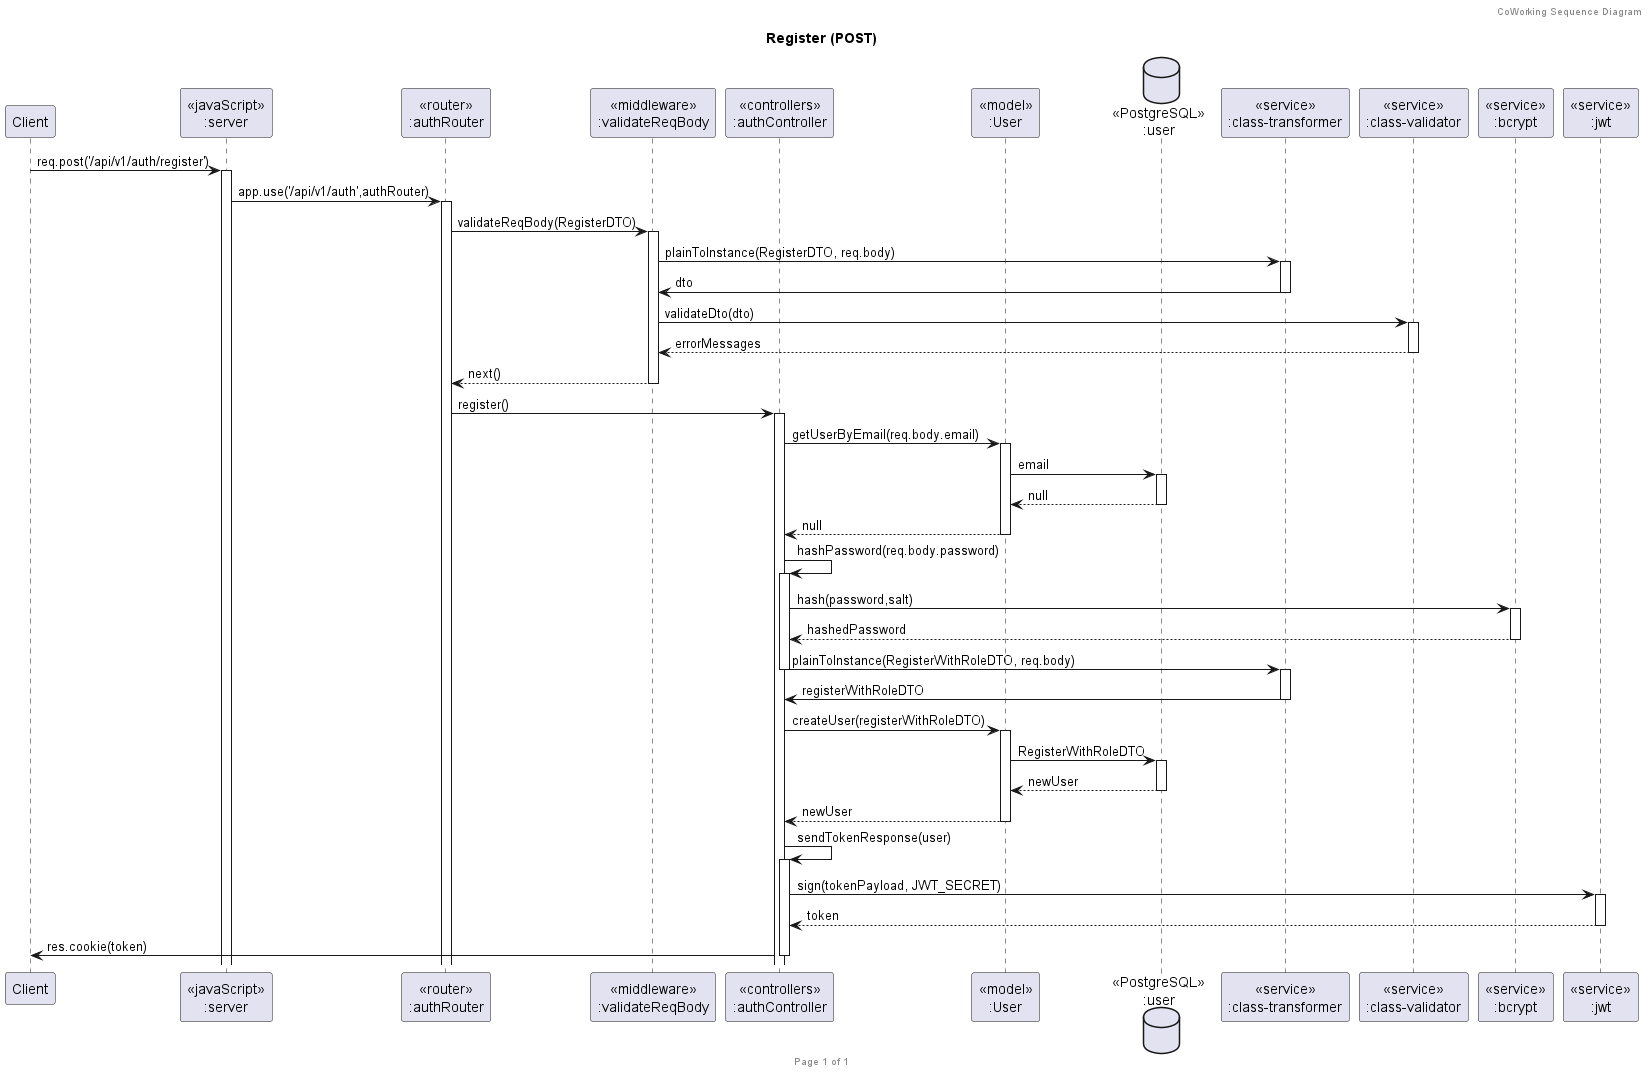 CoWorking Sequence Diagram
Register (POST)
Client
«javaScript»
:server
«router»
:authRouter
«middleware»
:validateReqBody
«controllers»
:authController
«model»
:User
«PostgreSQL»
:user
«service»
:class-transformer
«service»
:class-validator
«service»
:bcrypt
«service»
:jwt
req.post('/api/v1/auth/register')
app.use('/api/v1/auth',authRouter)
validateReqBody(RegisterDTO)
plainToInstance(RegisterDTO, req.body)
dto
validateDto(dto)
errorMessages
next()
register()
getUserByEmail(req.body.email)
email
null
null
hashPassword(req.body.password)
hash(password,salt)
hashedPassword
plainToInstance(RegisterWithRoleDTO, req.body)
registerWithRoleDTO
createUser(registerWithRoleDTO)
RegisterWithRoleDTO
newUser
newUser
sendTokenResponse(user)
sign(tokenPayload, JWT_SECRET)
token
res.cookie(token)
Client
«javaScript»
:server
«router»
:authRouter
«middleware»
:validateReqBody
«controllers»
:authController
«model»
:User
«PostgreSQL»
:user
«service»
:class-transformer
«service»
:class-validator
«service»
:bcrypt
«service»
:jwt
Page 1 of 1